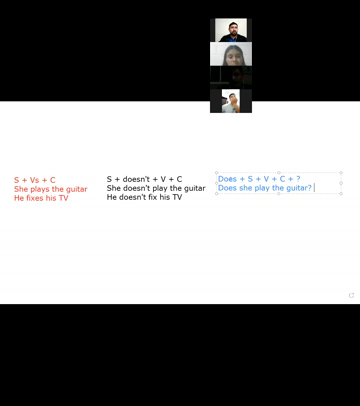 S + Vs + C
She plays the guitar
He fixes his TV
S + doesn't + V + C
She doesn't play the guitar
He doesn't fix his TV
Does + S + V + C + ?
Does she play the guitar?